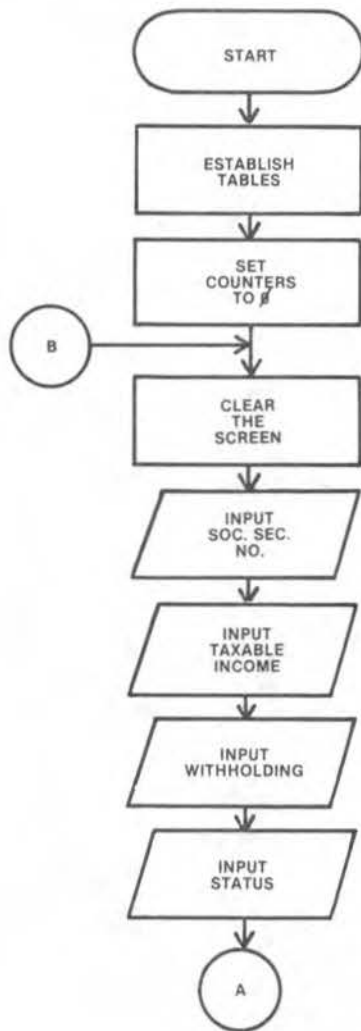 START
ESTABLISH
TABLES
SET
COUNTERS
TO 0
B
CLEAR
THE
SCREEN
INPUT
SOC. SEC.
NO.
INPUT
TAXABLE
INCOME
INPUT
WITHHOLDING
INPUT
STATUS
A